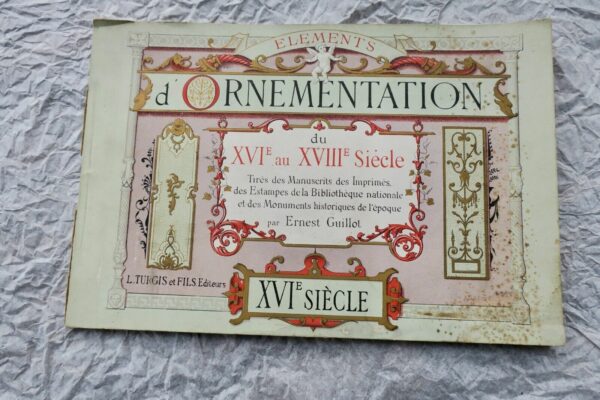 ELEMENTS
d'ORNEMENTATION
du
XVIE au XVIIIE Siècle
Tirés des Manuscrits des Imprimés,
des Estampes de la Bibliothèque nationale
et des Monuments historiques de l'époque
par Ernest Guillot
L. TURGIS et FILS. Editeurs
XVIE SIÈCLE